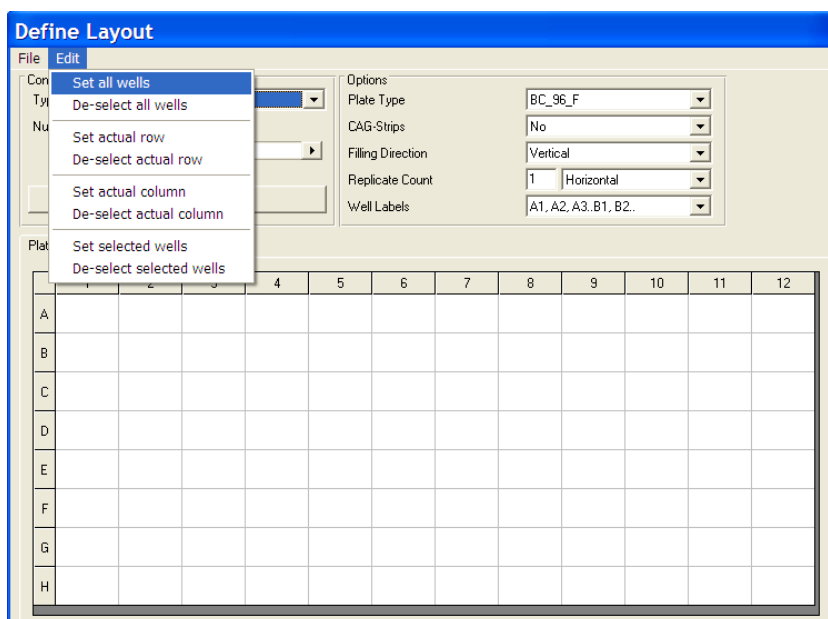 Define Layout
File Edit
Set all wells
De-select all wells
Set actual row
De-select actual row
Set actual column
De-select actual column
Set selected wells
De-select selected wells
Options
Plate Type BC_96_F
CAG-Strips No
Filling Direction Vertical
Replicate Count 1 Horizontal
Well Labels A1, A2, A3..B1, B2..
4 5 6 7 8 9 10 11 12
A
B
C
D
E
F
G
H